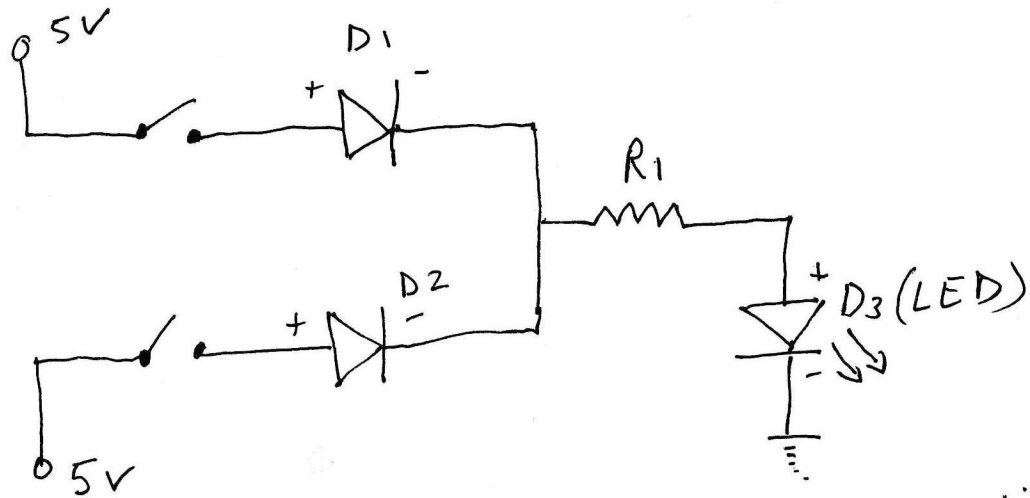 5V
D1
+ -
R1
D2
+ -
+
D3 (LED)
-
5V